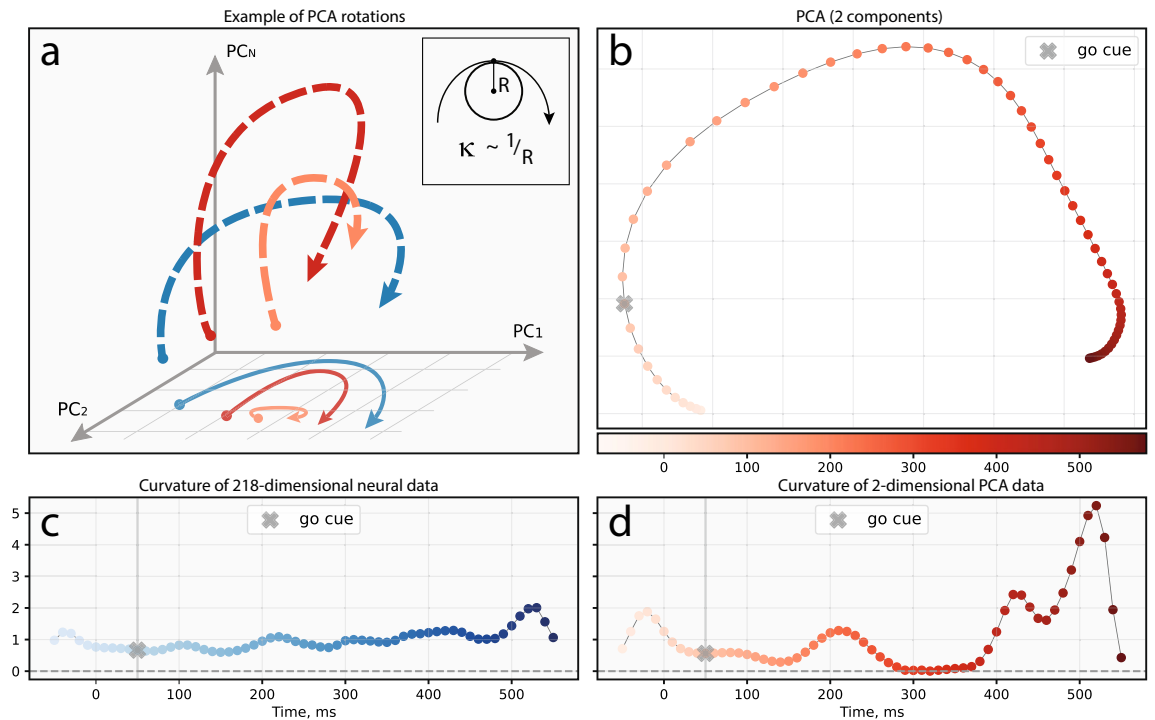 Example of PCA rotations
a
PCN
R
κ ~ 1/R
PC1
PC2
PCA (2 components)
b
go cue
0 100 200 300 400 500
Curvature of 218-dimensional neural data
c
go cue
5
4
3
2
1
0
0 100 200 300 400 500
Time, ms
Curvature of 2-dimensional PCA data
d
go cue
0 100 200 300 400 500
Time, ms